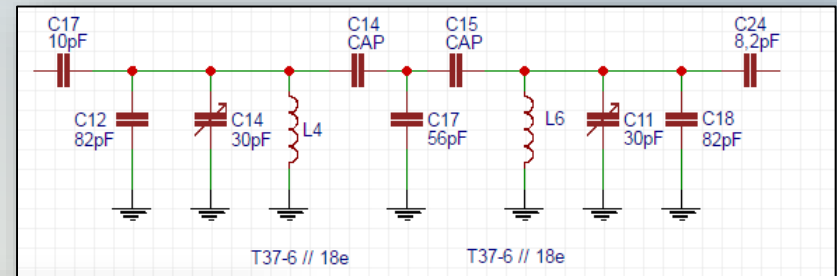 C17
10pF
C14
CAP
C15
CAP
C24
8,2pF
C12
82pF
C14
30pF
L4
C17
56pF
L6
C11
30pF
C18
82pF
T37-6 // 18e
T37-6 // 18e